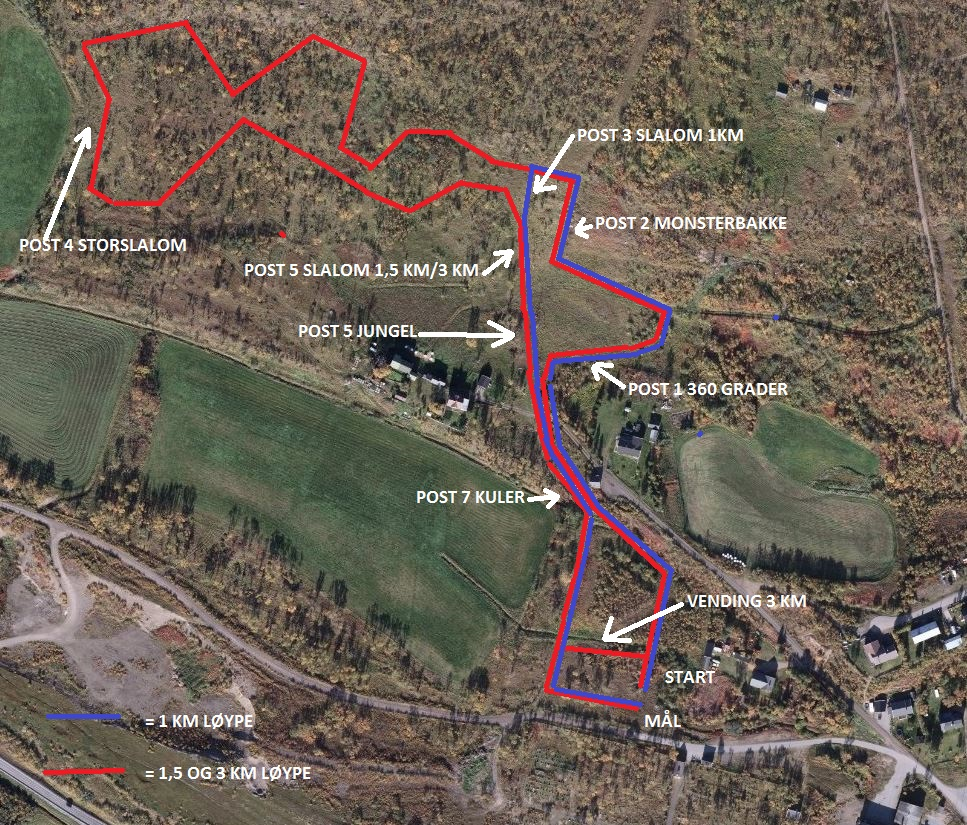 POST 3 SLALOM 1KM
POST 2 MONSTERBAKKE
POST 4 STORSLALOM
POST 5 SLALOM 1,5 KM/3 KM
POST 5 JUNGEL
POST 1 360 GRADER
POST 7 KULER
VENDING 3 KM
START
MÅL
= 1 KM LØYPE
= 1,5 OG 3 KM LØYPE